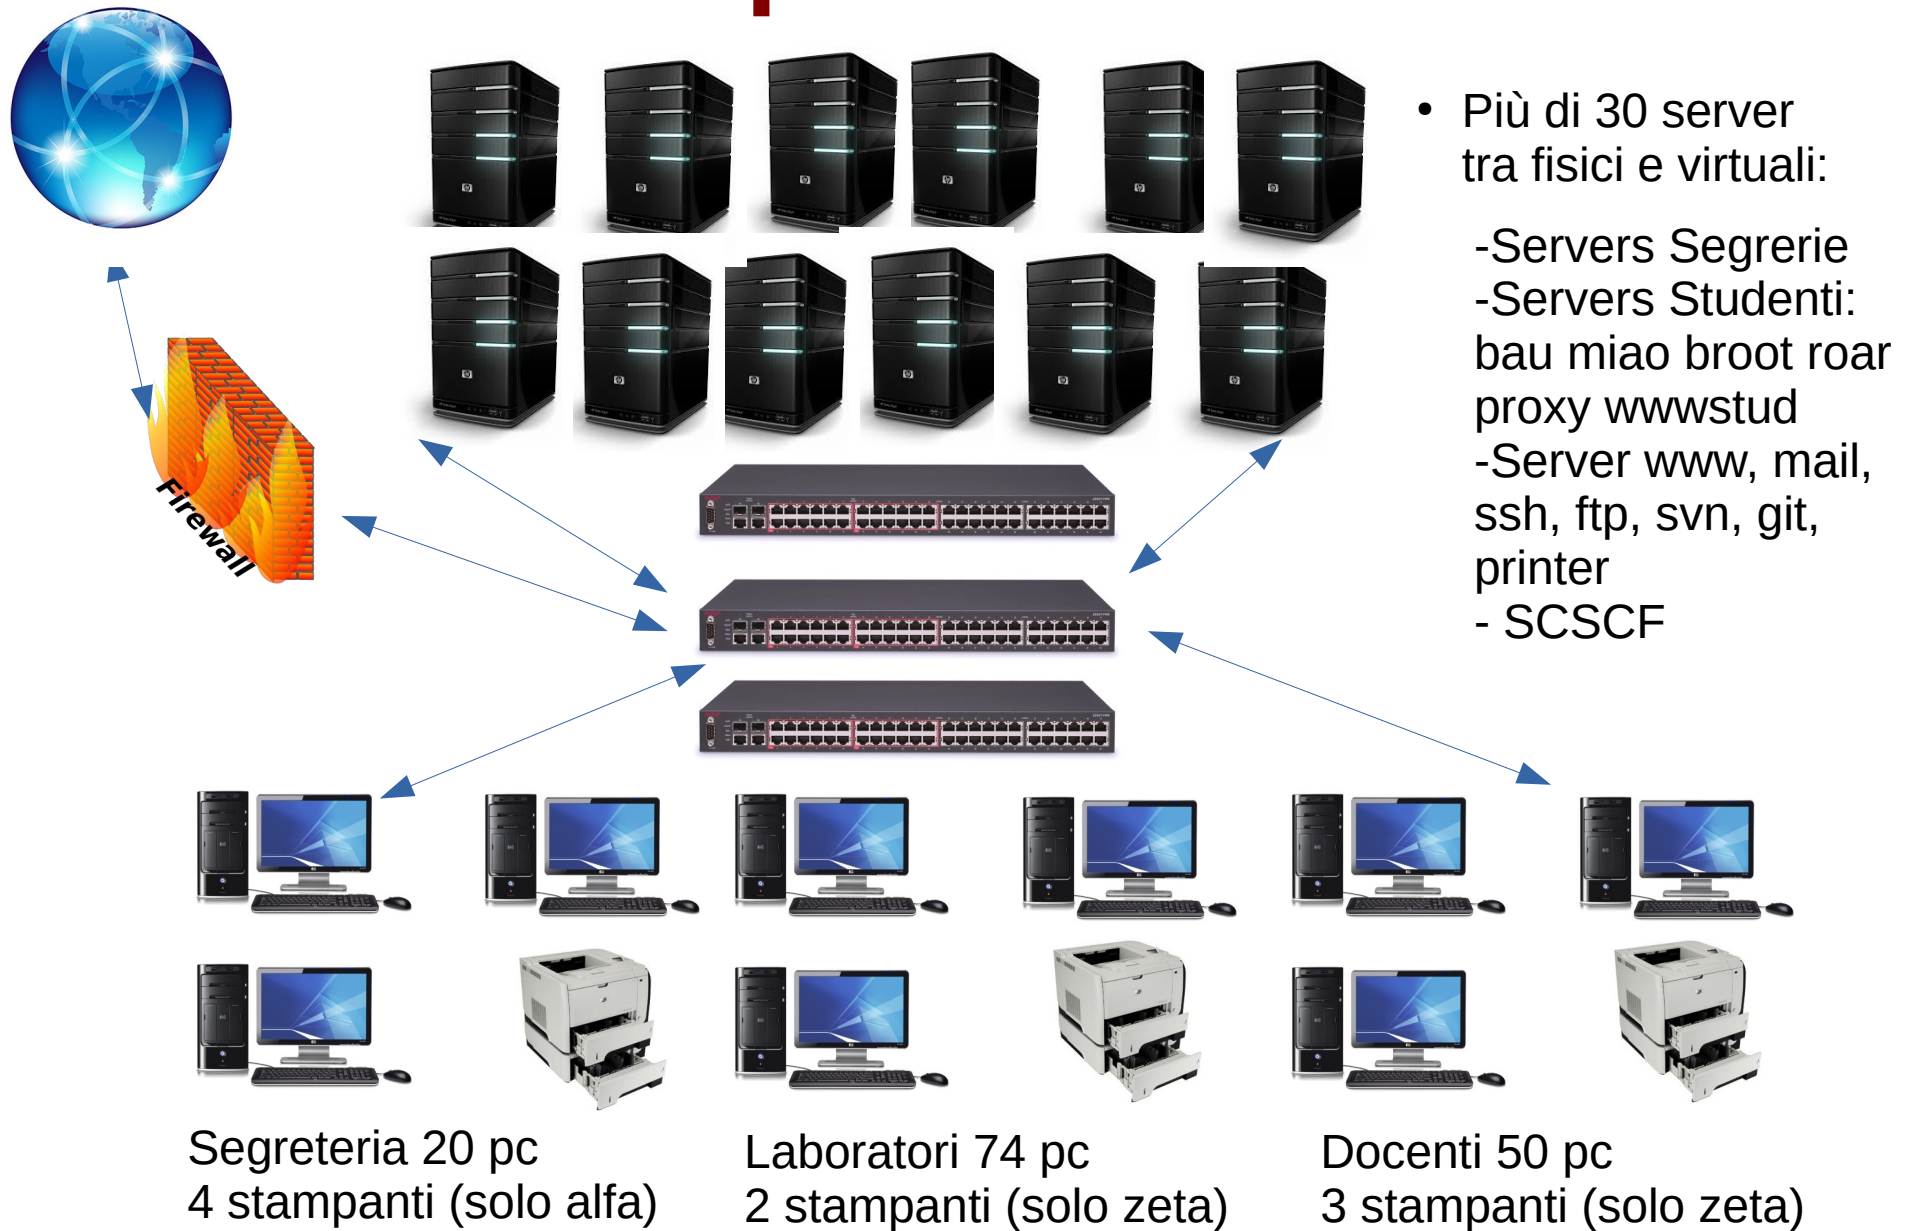 Più di 30 server
tra fisici e virtuali:
-Servers Segrerie
-Servers Studenti:
bau miao broot roar
proxy wwwstud
-Server www, mail,
ssh, ftp, svn, git,
printer
- SCSCF
Firewall
Segreteria 20 pc
4 stampanti (solo alfa)
Laboratori 74 pc
2 stampanti (solo zeta)
Docenti 50 pc
3 stampanti (solo zeta)